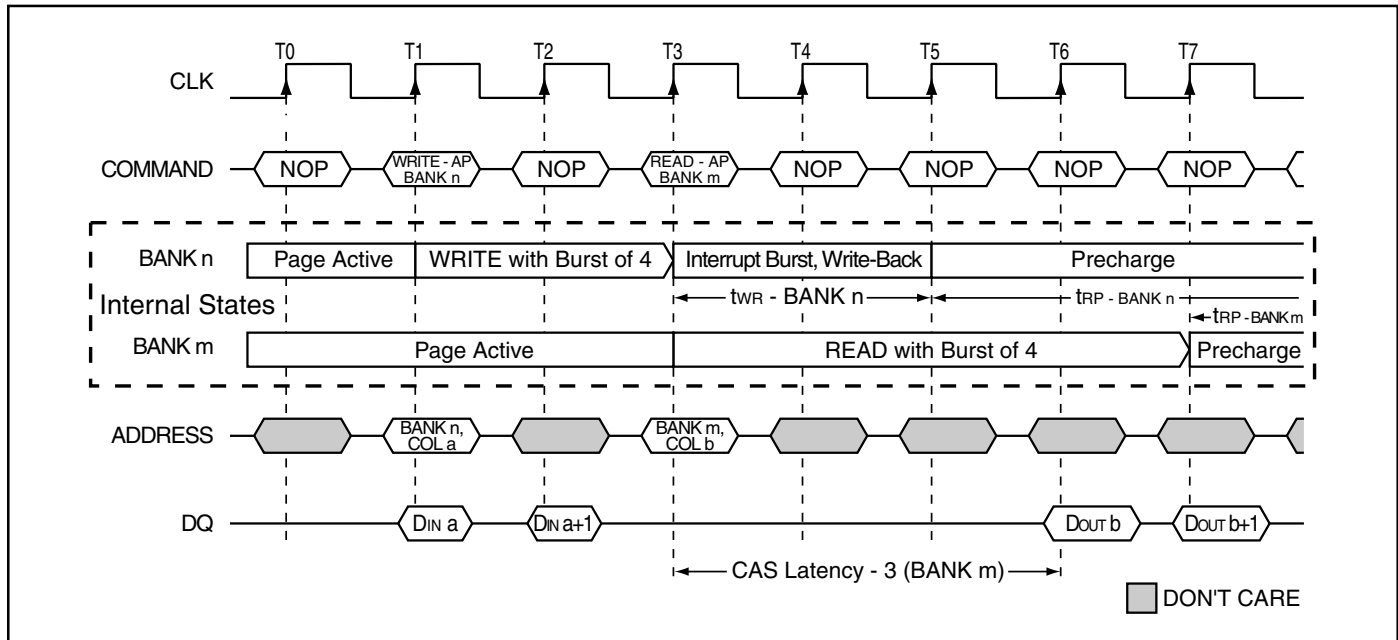 T0 T1 T2 T3 T4 T5 T6 T7
CLK
COMMAND NOP WRITE - AP BANK n NOP READ - AP BANK m NOP NOP NOP NOP
BANK n Page Active WRITE with Burst of 4 Interrupt Burst, Write-Back Precharge
tWR - BANK n tRP - BANK n
Internal States
tRP - BANK m
BANK m Page Active READ with Burst of 4 Precharge
ADDRESS BANK n, COL a BANK m, COL b
DQ DIN a DIN a+1 DOUT b DOUT b+1
CAS Latency - 3 (BANK m)
DON'T CARE